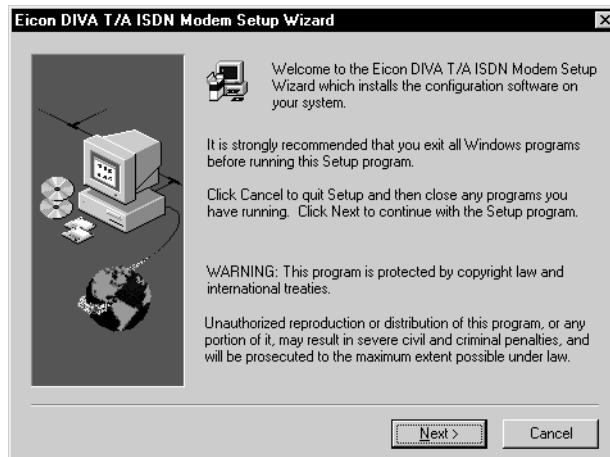 Eicon DIVA T/A ISDN Modem Setup Wizard
Welcome to the Eicon DIVA T/A ISDN Modem Setup
Wizard which installs the configuration software on
your system.
It is strongly recommended that you exit all Windows programs
before running this Setup program.
Click Cancel to quit Setup and then close any programs you
have running. Click Next to continue with the Setup program.
WARNING: This program is protected by copyright law and
international treaties.
Unauthorized reproduction or distribution of this program, or any
portion of it, may result in severe civil and criminal penalties, and
will be prosecuted to the maximum extent possible under law.
Next >
Cancel